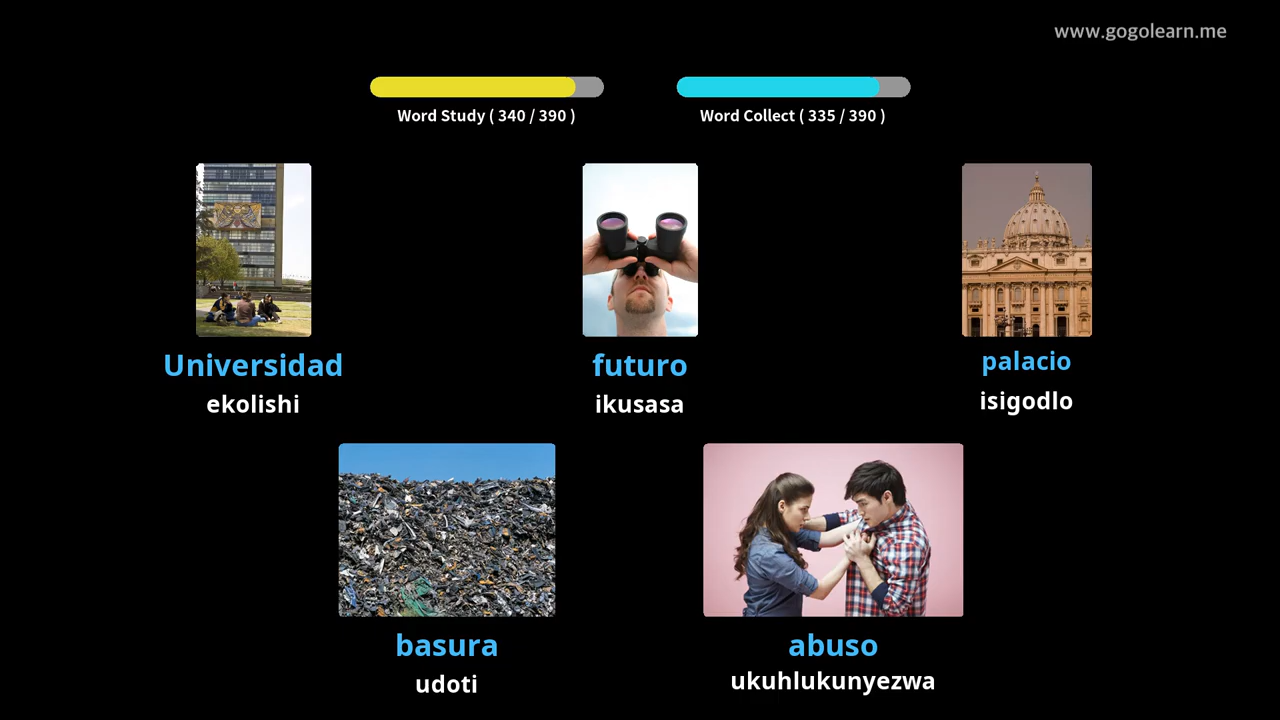 www.gogolearn.me
Word Study ( 340 / 390 )
Word Collect ( 335 / 390 )
Universidad
ekolishi
futuro
ikusasa
palacio
isigodlo
basura
udoti
abuso
ukuhlukunyezwa